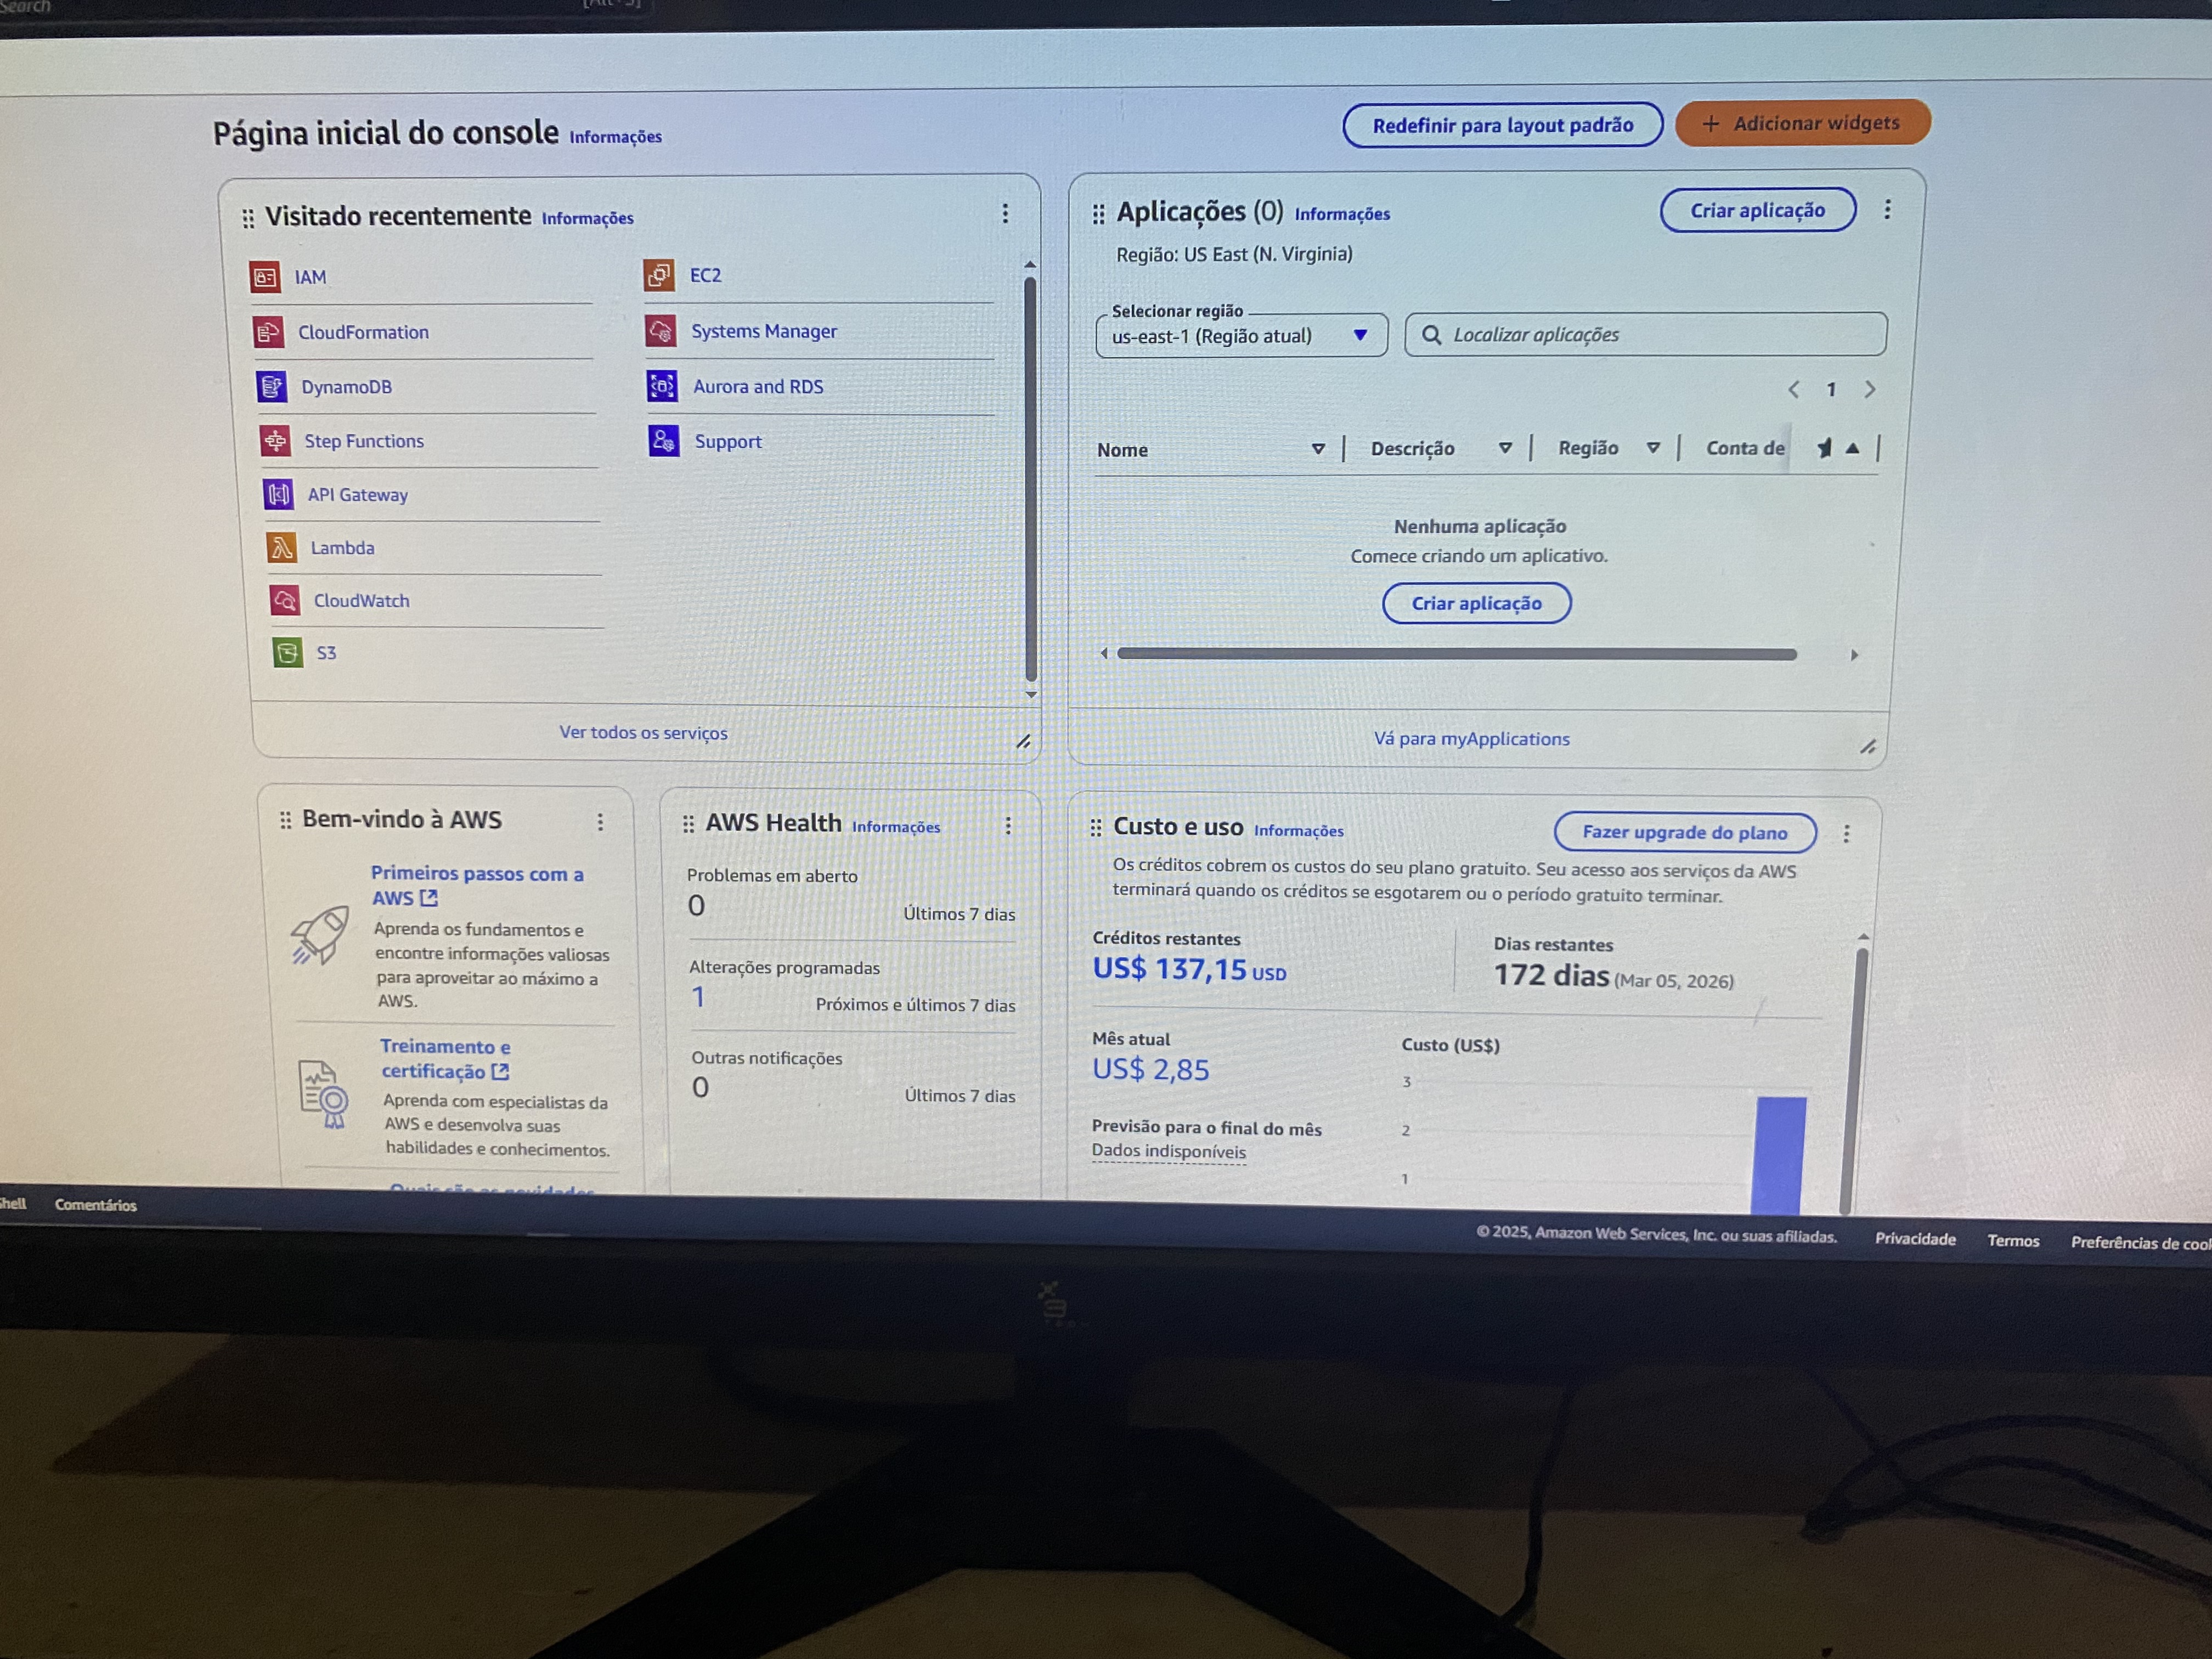 Search
Página inicial do console Informações
Redefinir para layout padrão
+ Adicionar widgets
Visitado recentemente Informações
IAM
CloudFormation
DynamoDB
Step Functions
API Gateway
Lambda
CloudWatch
S3
EC2
Systems Manager
Aurora and RDS
Support
Ver todos os serviços
Aplicações (0) Informações
Criar aplicação
Região: US East (N. Virginia)
Selecionar região
us-east-1 (Região atual)
Localizar aplicações
1
Nome Descrição Região Conta de
Nenhuma aplicação
Comece criando um aplicativo.
Criar aplicação
Vá para myApplications
Bem-vindo à AWS
Primeiros passos com a
AWS
Aprenda os fundamentos e
encontre informações valiosas
para aproveitar ao máximo a
AWS.
Treinamento e
certificação
Aprenda com especialistas da
AWS e desenvolva suas
habilidades e conhecimentos.
AWS Health Informações
Problemas em aberto
0
Últimos 7 dias
Alterações programadas
1
Próximos e últimos 7 dias
Outras notificações
0
Últimos 7 dias
Custo e uso Informações
Fazer upgrade do plano
Os créditos cobrem os custos do seu plano gratuito. Seu acesso aos serviços da AWS
terminará quando os créditos se esgotarem ou o período gratuito terminar.
Créditos restantes
US$ 137,15 USD
Dias restantes
172 dias (Mar 05, 2026)
Mês atual
US$ 2,85
Previsão para o final do mês
Dados indisponíveis
Custo (US$)
3
2
1
Comentários
© 2025, Amazon Web Services, Inc. ou suas afiliadas.
Privacidade
Termos
Preferências de